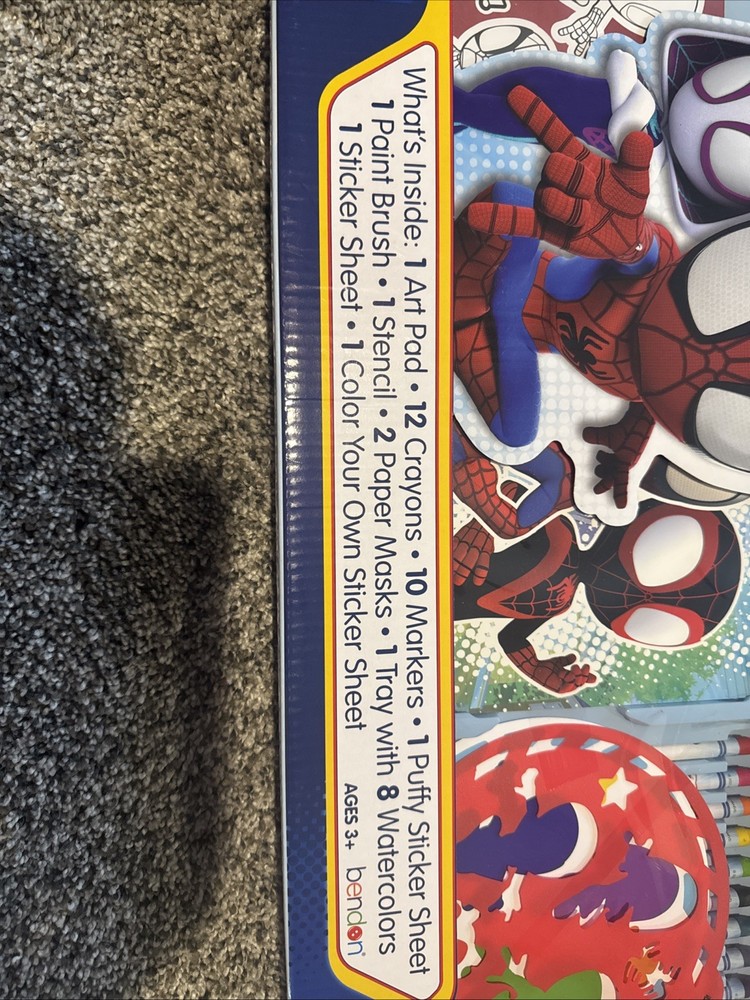 What's Inside: 1 Art Pad • 12 Crayons • 10 Markers • 1 Puffy Sticker Sheet
1 Paint Brush • 1 Stencil • 2 Paper Masks • 1 Tray with 8 Watercolors
1 Sticker Sheet • 1 Color Your Own Sticker Sheet
AGES 3+ bendon®